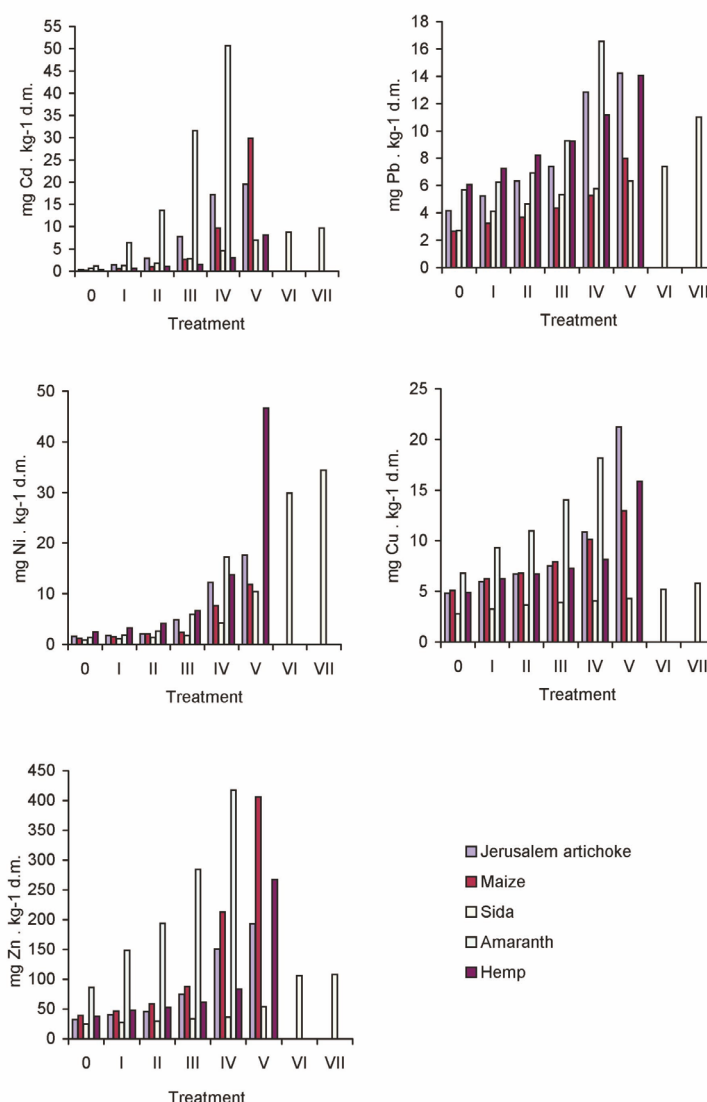 mg Cd . kg-1 d.m.
55
50
45
40
35
30
25
20
15
10
5
0
0 I II III IV V VI VII
Treatment
mg Pb . kg-1 d.m.
18
16
14
12
10
8
6
4
2
0
0 I II III IV V VI VII
Treatment
mg Ni . kg-1 d.m.
50
40
30
20
10
0
0 I II III IV V VI VII
Treatment
mg Cu . kg-1 d.m.
25
20
15
10
5
0
0 I II III IV V VI VII
Treatment
mg Zn . kg-1 d.m.
450
400
350
300
250
200
150
100
50
0
0 I II III IV V VI VII
Treatment
Jerusalem artichoke
Maize
Sida
Amaranth
Hemp